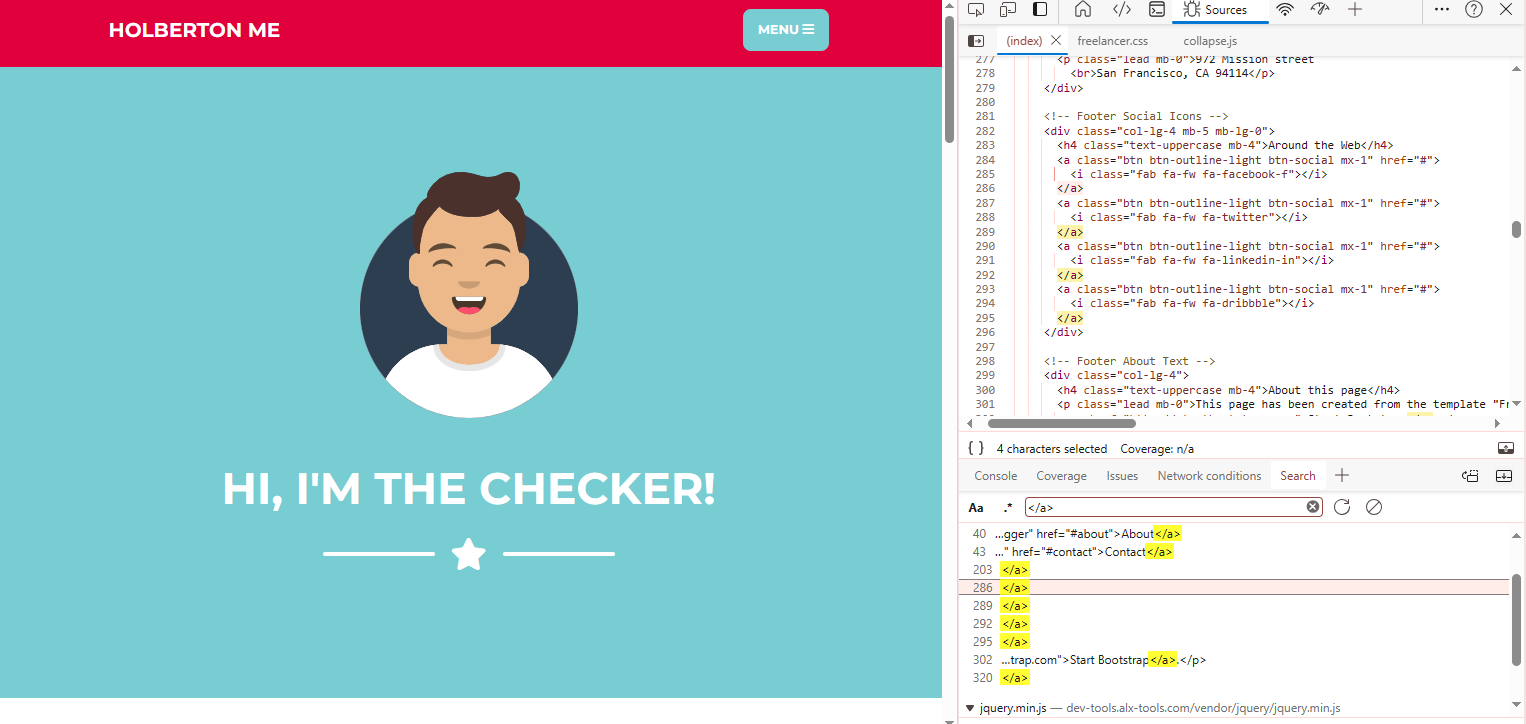 HOLBERTON ME
MENU
HI, I'M THE CHECKER!
Sources
(index)
freelancer.css
collapse.js
277 <p class="lead mb-0">972 Mission street
278 <br>San Francisco, CA 94114</p>
279 </div>
280
281 <!-- Footer Social Icons -->
282 <div class="col-lg-4 mb-5 mb-lg-0">
283 <h4 class="text-uppercase mb-4">Around the Web</h4>
284 <a class="btn btn-outline-light btn-social mx-1" href="#">
285 <i class="fab fa-fw fa-facebook-f"></i>
286 </a>
287 <a class="btn btn-outline-light btn-social mx-1" href="#">
288 <i class="fab fa-fw fa-twitter"></i>
289 </a>
290 <a class="btn btn-outline-light btn-social mx-1" href="#">
291 <i class="fab fa-fw fa-linkedin-in"></i>
292 </a>
293 <a class="btn btn-outline-light btn-social mx-1" href="#">
294 <i class="fab fa-fw fa-dribbble"></i>
295 </a>
296 </div>
297
298 <!-- Footer About Text -->
299 <div class="col-lg-4">
300 <h4 class="text-uppercase mb-4">About this page</h4>
301 <p class="lead mb-0">This page has been created from the template "Fr
{ } 4 characters selected Coverage: n/a
Console Coverage Issues Network conditions Search
Aa .* </a>
40 ...gger" href="#about">About</a>
43 ..." href="#contact">Contact</a>
203 </a>
286 </a>
289 </a>
292 </a>
295 </a>
302 ...trap.com">Start Bootstrap</a>.</p>
320 </a>
jquery.min.js — dev-tools.alx-tools.com/vendor/jquery/jquery.min.js